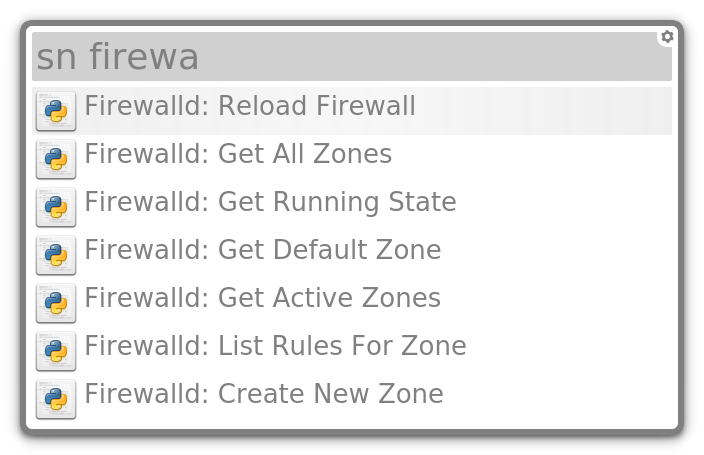 sn firewa
Firewalld: Reload Firewall
Firewalld: Get All Zones
Firewalld: Get Running State
Firewalld: Get Default Zone
Firewalld: Get Active Zones
Firewalld: List Rules For Zone
Firewalld: Create New Zone